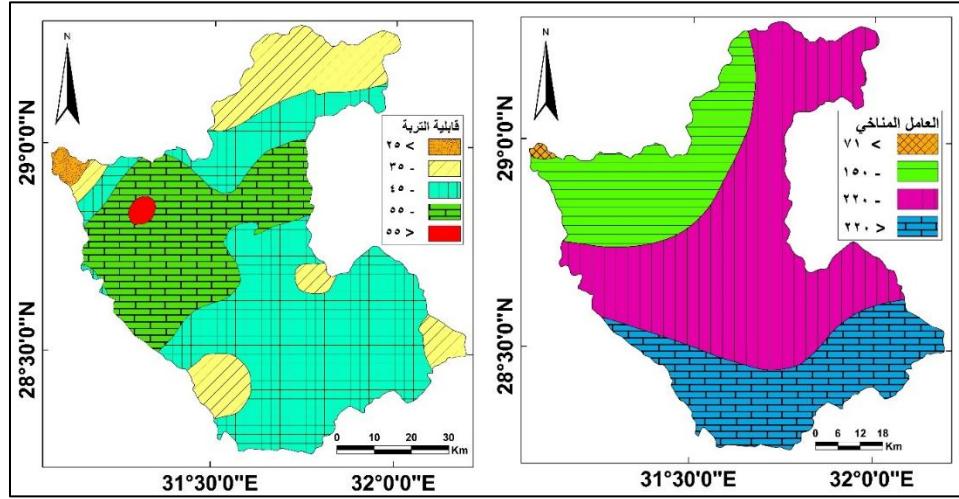 N
29°0'0"N
28°30'0"N
قابلية التربة
٢٥ >
٣٥ -
٤٥ -
٥٥ -
٥٥ <
0 10 20 30
Km
31°30'0"E
32°0'0"E
N
29°0'0"N
28°30'0"N
العامل المناخي
٧١ >
١٥٠ -
٢٢٠ -
٢٢٠ <
0 6 12 18
Km
31°30'0"E
32°0'0"E